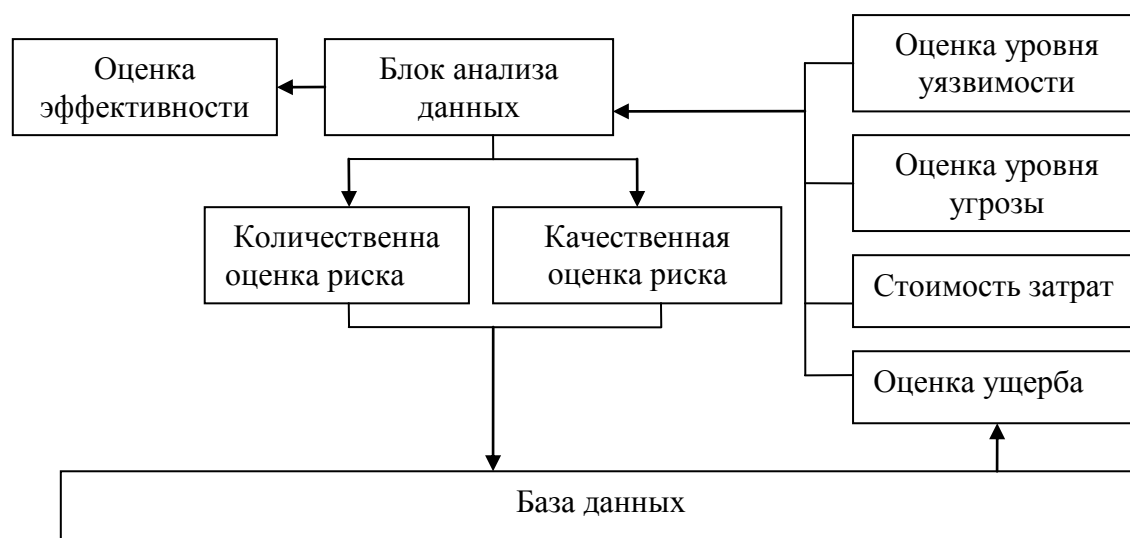 Оценка
эффективности
Блок анализа
данных
Оценка уровня
уязвимости
Оценка уровня
угрозы
Количественна
оценка риска
Качественная
оценка риска
Стоимость затрат
Оценка ущерба
База данных